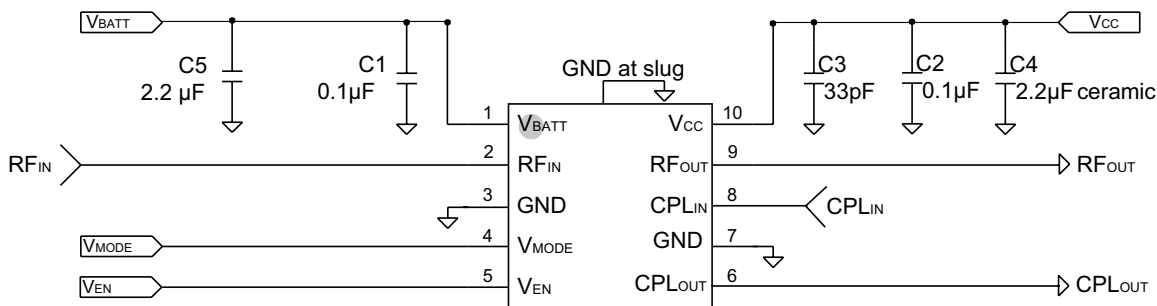 VBATT
VCC
C5
2.2 µF
C1
0.1µF
GND at slug
C3
33pF
C2
0.1µF
C4
2.2µF ceramic
1
VBATT
VCC
10
RFIN
2
RFIN
RFOUT
9
RFOUT
3
GND
CPLIN
8
CPLIN
VMODE
4
VMODE
GND
7
VEN
5
VEN
CPLOUT
6
CPLOUT